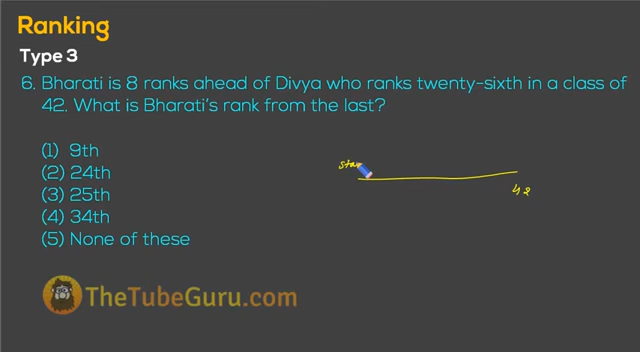 Ranking
Type 3
6. Bharati is 8 ranks ahead of Divya who ranks twenty-sixth in a class of
42. What is Bharati's rank from the last?
(1) 9th
(2) 24th
(3) 25th
(4) 34th
(5) None of these
sta
42
TheTubeGuru.com